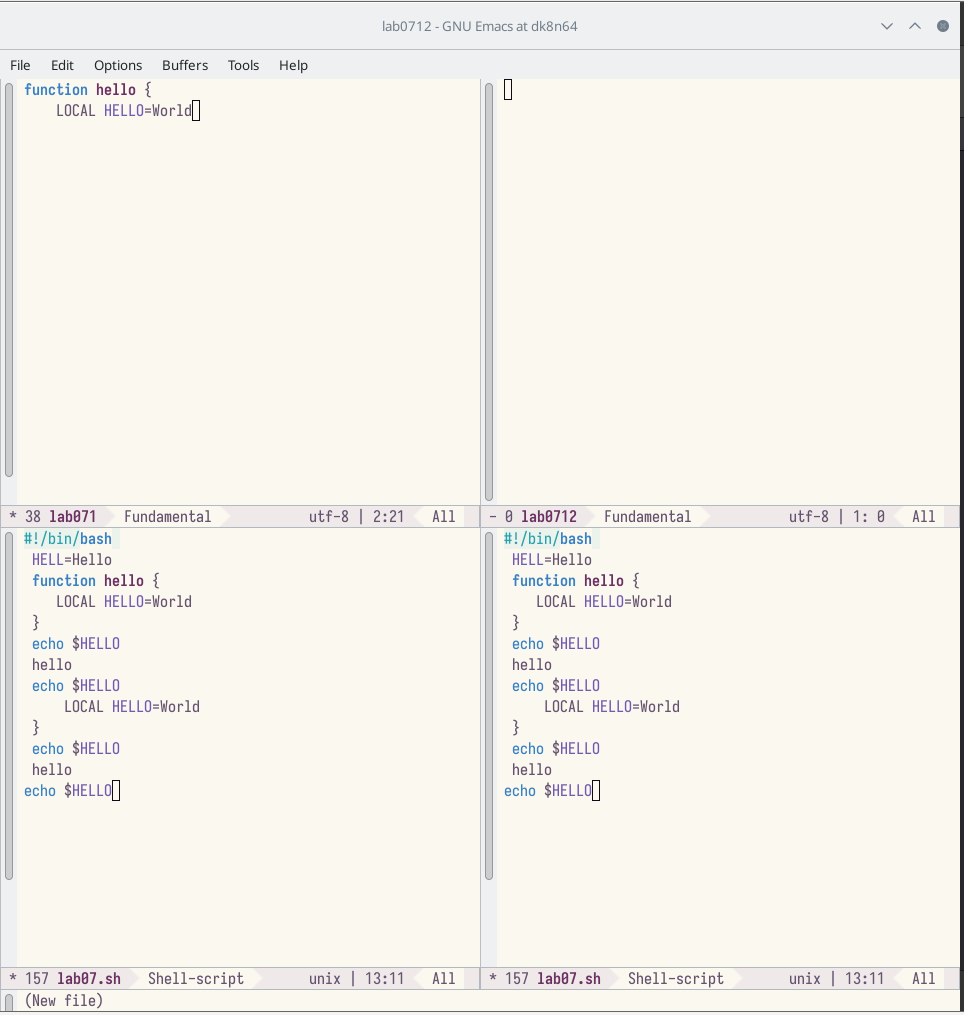 lab0712 - GNU Emacs at dk8n64
File Edit Options Buffers Tools Help
function hello {
    LOCAL HELLO=World
* 38 lab071 Fundamental utf-8 | 2:21 All
- 0 lab0712 Fundamental utf-8 | 1: 0 All
#!/bin/bash
 HELL=Hello
 function hello {
    LOCAL HELLO=World
 }
 echo $HELLO
 hello
 echo $HELLO
     LOCAL HELLO=World
 }
 echo $HELLO
 hello
echo $HELLO
* 157 lab07.sh Shell-script unix | 13:11 All
#!/bin/bash
 HELL=Hello
 function hello {
    LOCAL HELLO=World
 }
 echo $HELLO
 hello
 echo $HELLO
     LOCAL HELLO=World
 }
 echo $HELLO
 hello
echo $HELLO
* 157 lab07.sh Shell-script unix | 13:11 All
(New file)